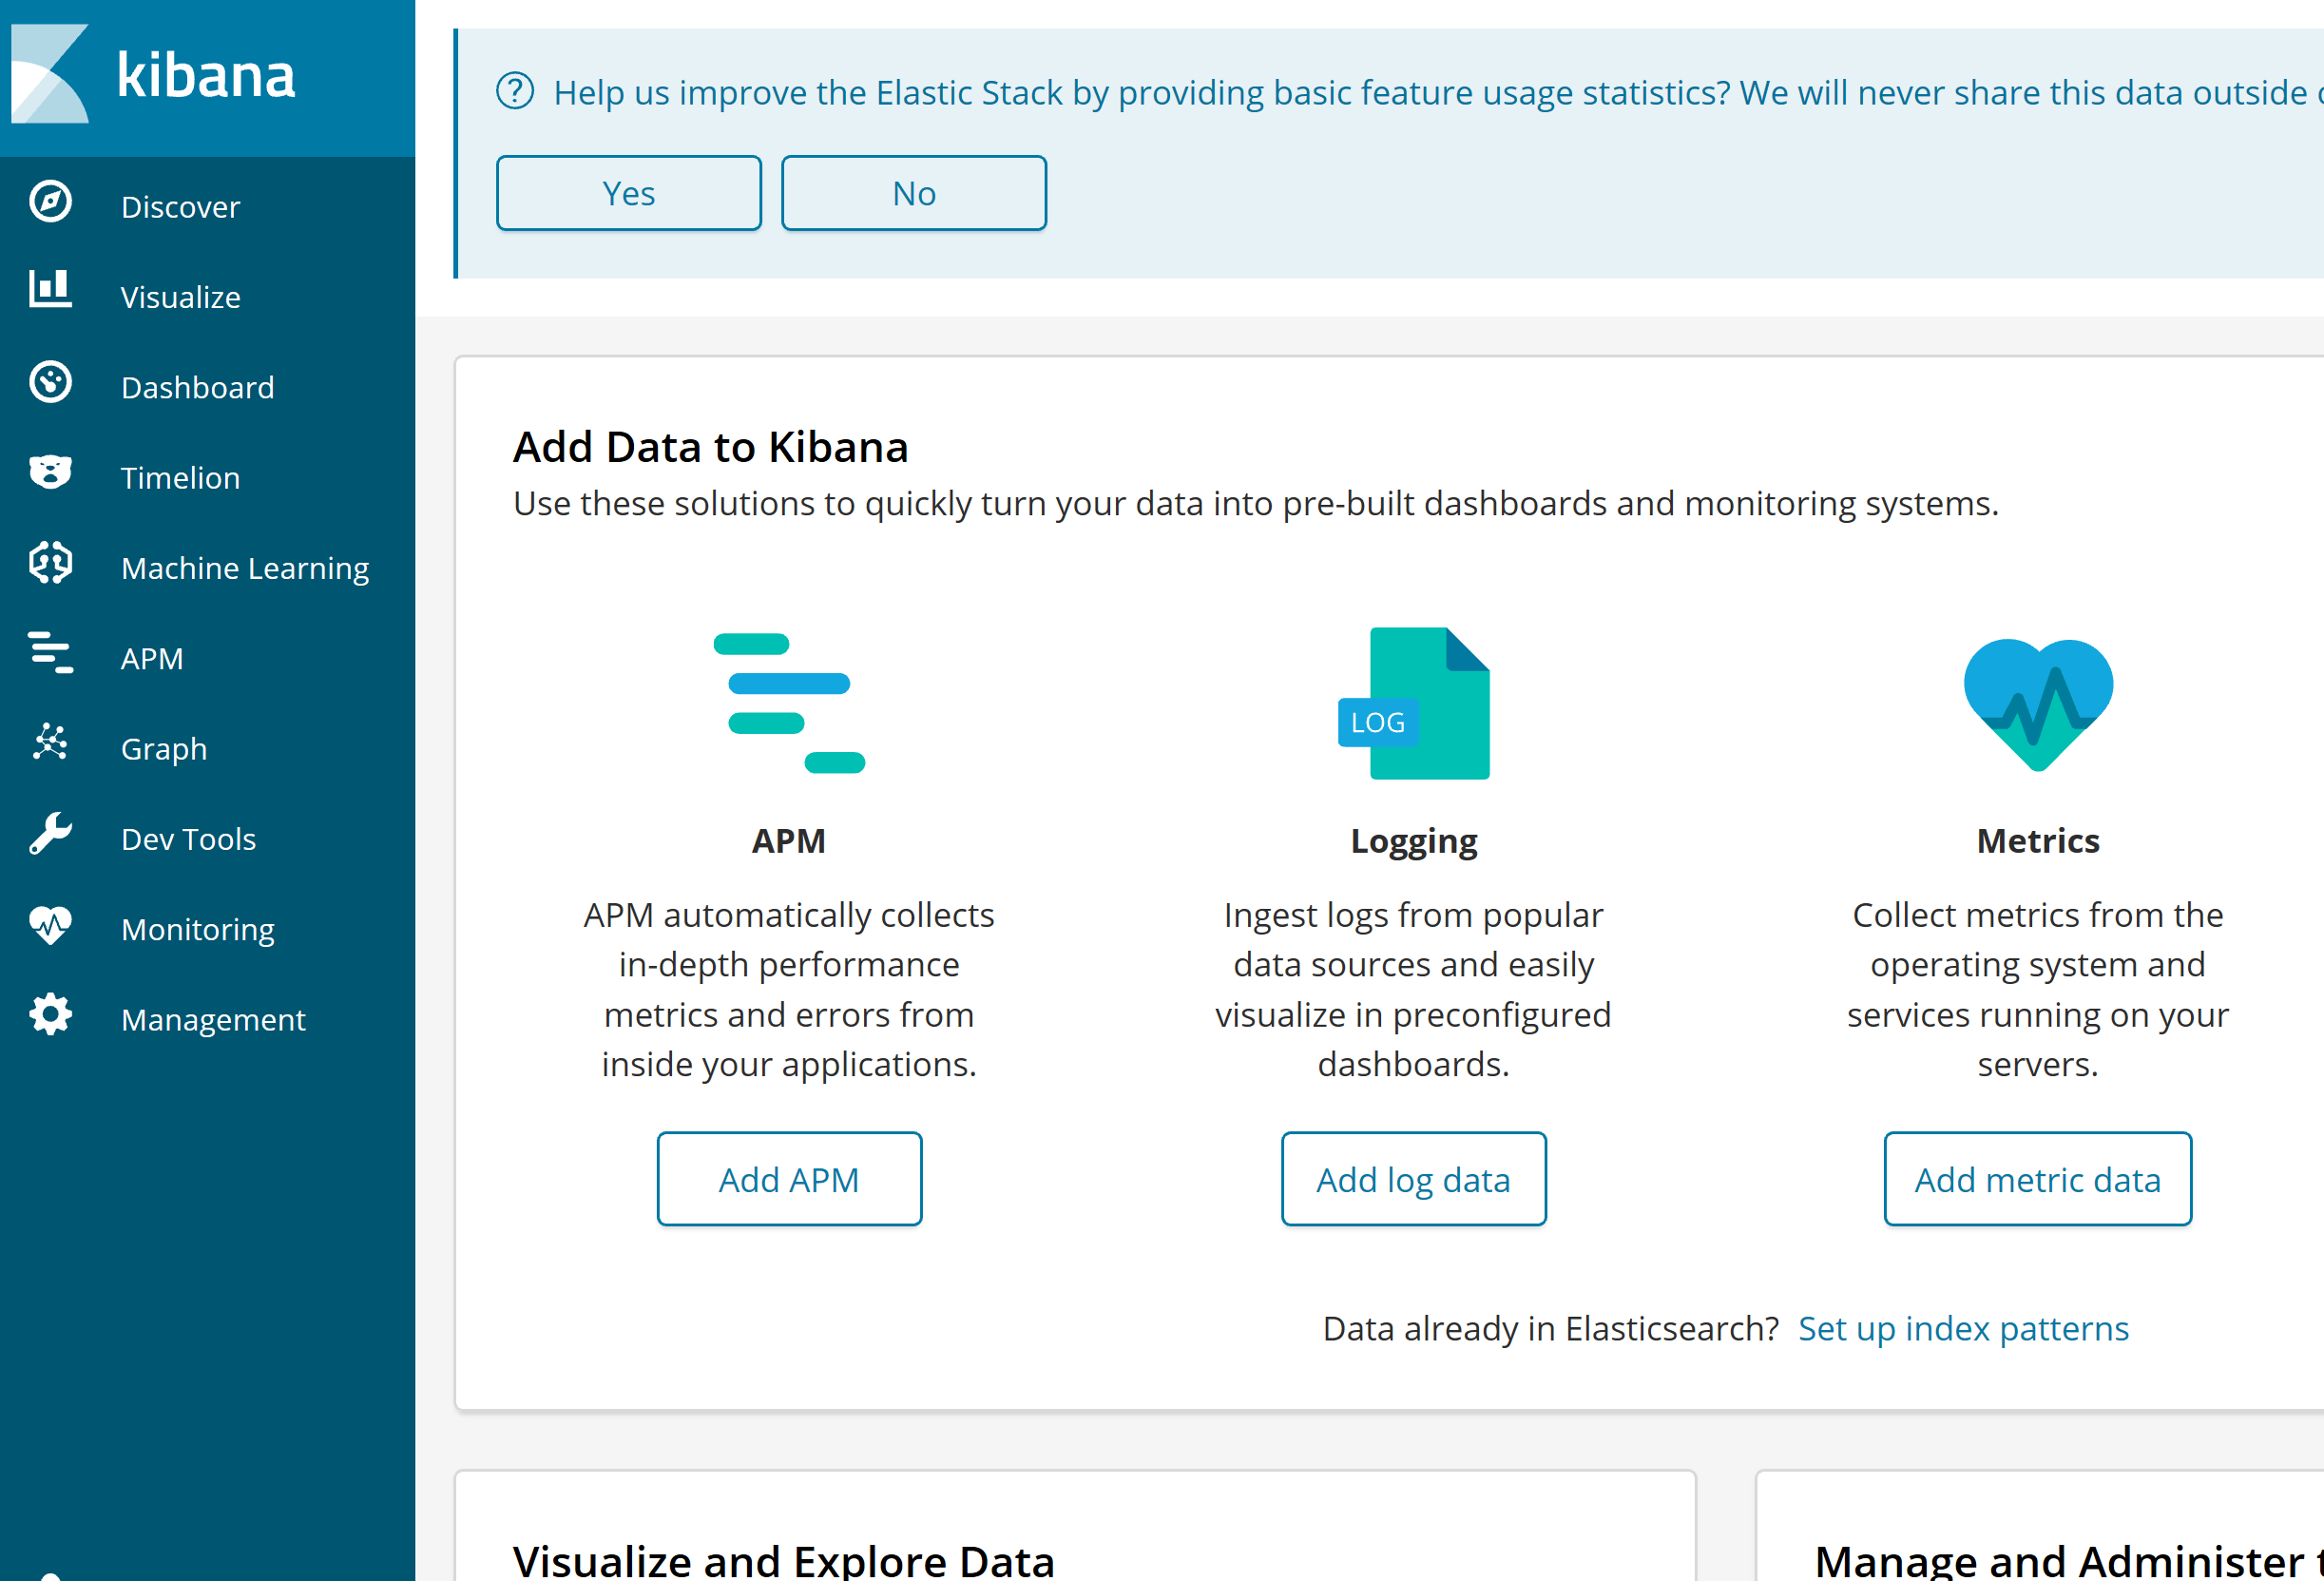 kibana
Discover
Visualize
Dashboard
Timelion
Machine Learning
APM
Graph
Dev Tools
Monitoring
Management
Help us improve the Elastic Stack by providing basic feature usage statistics? We will never share this data outside
Yes
No
Add Data to Kibana
Use these solutions to quickly turn your data into pre-built dashboards and monitoring systems.
LOG
APM
APM automatically collects
in-depth performance
metrics and errors from
inside your applications.
Add APM
Logging
Ingest logs from popular
data sources and easily
visualize in preconfigured
dashboards.
Add log data
Metrics
Collect metrics from the
operating system and
services running on your
servers.
Add metric data
Data already in Elasticsearch? Set up index patterns
Visualize and Explore Data
Manage and Administer